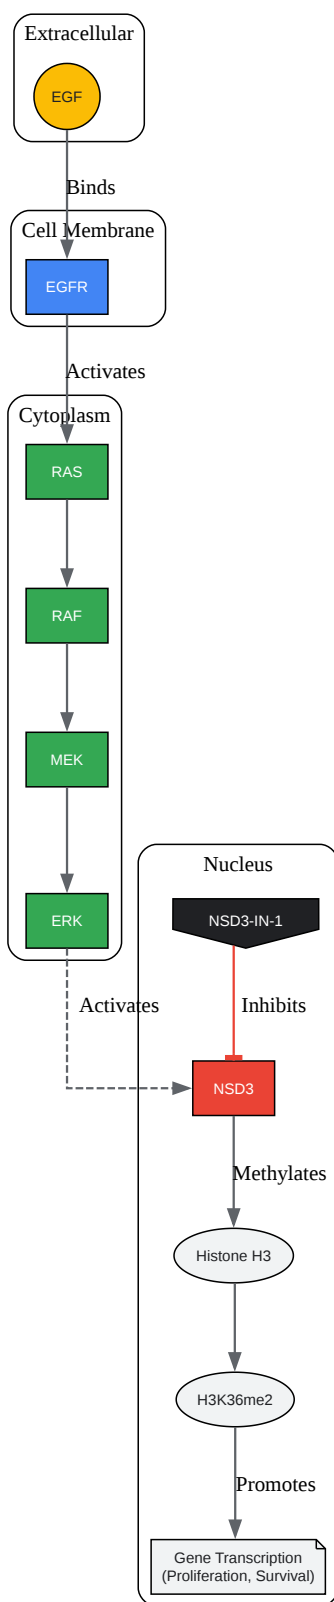 Extracellular
EGF
Binds
Cell Membrane
EGFR
Activates
Cytoplasm
RAS
RAF
MEK
Nucleus
ERK
NSD3-IN-1
Activates
Inhibits
NSD3
Methylates
Histone H3
H3K36me2
Promotes
Gene Transcription
(Proliferation, Survival)